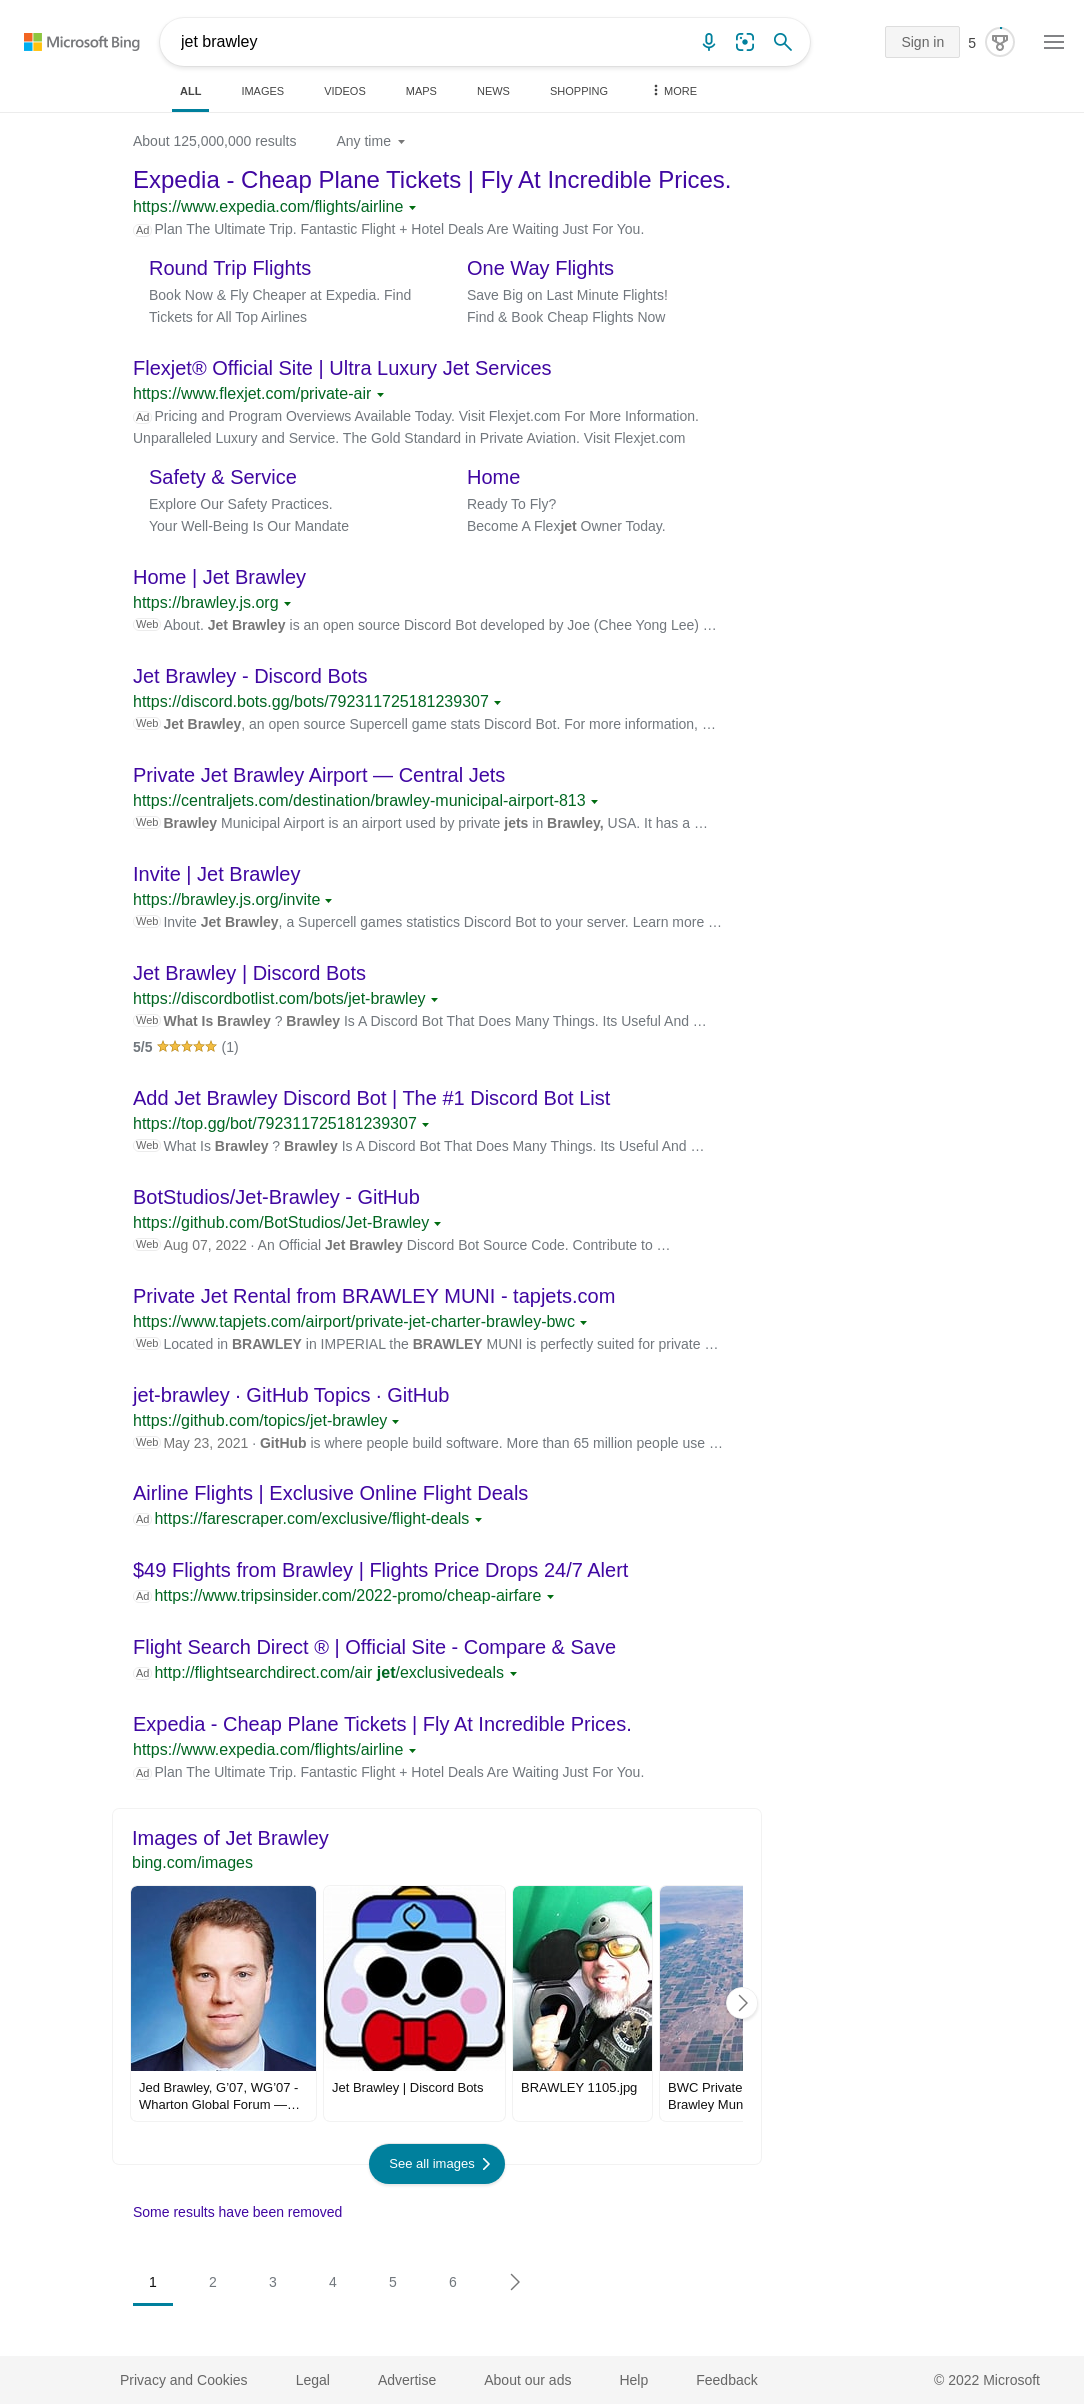 Microsoft Bing
jet brawley
Sign in
5
ALL
IMAGES
VIDEOS
MAPS
NEWS
SHOPPING
MORE
About 125,000,000 results
Any time
Expedia - Cheap Plane Tickets | Fly At Incredible Prices.
https://www.expedia.com/flights/airline
Ad Plan The Ultimate Trip. Fantastic Flight + Hotel Deals Are Waiting Just For You.
Round Trip Flights
Book Now & Fly Cheaper at Expedia. Find
Tickets for All Top Airlines
One Way Flights
Save Big on Last Minute Flights!
Find & Book Cheap Flights Now
Flexjet® Official Site | Ultra Luxury Jet Services
https://www.flexjet.com/private-air
Ad Pricing and Program Overviews Available Today. Visit Flexjet.com For More Information.
Unparalleled Luxury and Service. The Gold Standard in Private Aviation. Visit Flexjet.com
Safety & Service
Explore Our Safety Practices.
Your Well-Being Is Our Mandate
Home
Ready To Fly?
Become A Flexjet Owner Today.
Home | Jet Brawley
https://brawley.js.org
Web About. Jet Brawley is an open source Discord Bot developed by Joe (Chee Yong Lee) …
Jet Brawley - Discord Bots
https://discord.bots.gg/bots/792311725181239307
Web Jet Brawley, an open source Supercell game stats Discord Bot. For more information, …
Private Jet Brawley Airport — Central Jets
https://centraljets.com/destination/brawley-municipal-airport-813
Web Brawley Municipal Airport is an airport used by private jets in Brawley, USA. It has a …
Invite | Jet Brawley
https://brawley.js.org/invite
Web Invite Jet Brawley, a Supercell games statistics Discord Bot to your server. Learn more …
Jet Brawley | Discord Bots
https://discordbotlist.com/bots/jet-brawley
Web What Is Brawley ? Brawley Is A Discord Bot That Does Many Things. Its Useful And …
5/5 (1)
Add Jet Brawley Discord Bot | The #1 Discord Bot List
https://top.gg/bot/792311725181239307
Web What Is Brawley ? Brawley Is A Discord Bot That Does Many Things. Its Useful And …
BotStudios/Jet-Brawley - GitHub
https://github.com/BotStudios/Jet-Brawley
Web Aug 07, 2022 · An Official Jet Brawley Discord Bot Source Code. Contribute to …
Private Jet Rental from BRAWLEY MUNI - tapjets.com
https://www.tapjets.com/airport/private-jet-charter-brawley-bwc
Web Located in BRAWLEY in IMPERIAL the BRAWLEY MUNI is perfectly suited for private …
jet-brawley · GitHub Topics · GitHub
https://github.com/topics/jet-brawley
Web May 23, 2021 · GitHub is where people build software. More than 65 million people use …
Airline Flights | Exclusive Online Flight Deals
Ad https://farescraper.com/exclusive/flight-deals
$49 Flights from Brawley | Flights Price Drops 24/7 Alert
Ad https://www.tripsinsider.com/2022-promo/cheap-airfare
Flight Search Direct ® | Official Site - Compare & Save
Ad http://flightsearchdirect.com/air jet/exclusivedeals
Expedia - Cheap Plane Tickets | Fly At Incredible Prices.
https://www.expedia.com/flights/airline
Ad Plan The Ultimate Trip. Fantastic Flight + Hotel Deals Are Waiting Just For You.
Images of Jet Brawley
bing.com/images
Jed Brawley, G’07, WG’07 -
Wharton Global Forum —…
Jet Brawley | Discord Bots
BRAWLEY 1105.jpg
BWC Private
Brawley Mun
See all images
Some results have been removed
1 2 3 4 5 6
Privacy and Cookies
Legal
Advertise
About our ads
Help
Feedback
© 2022 Microsoft